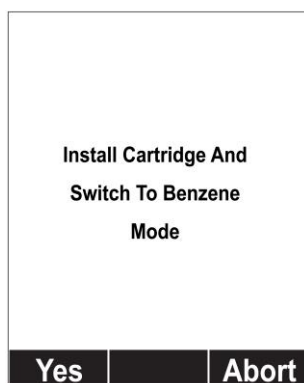 Install Cartridge And
Switch To Benzene
Mode
Yes Abort